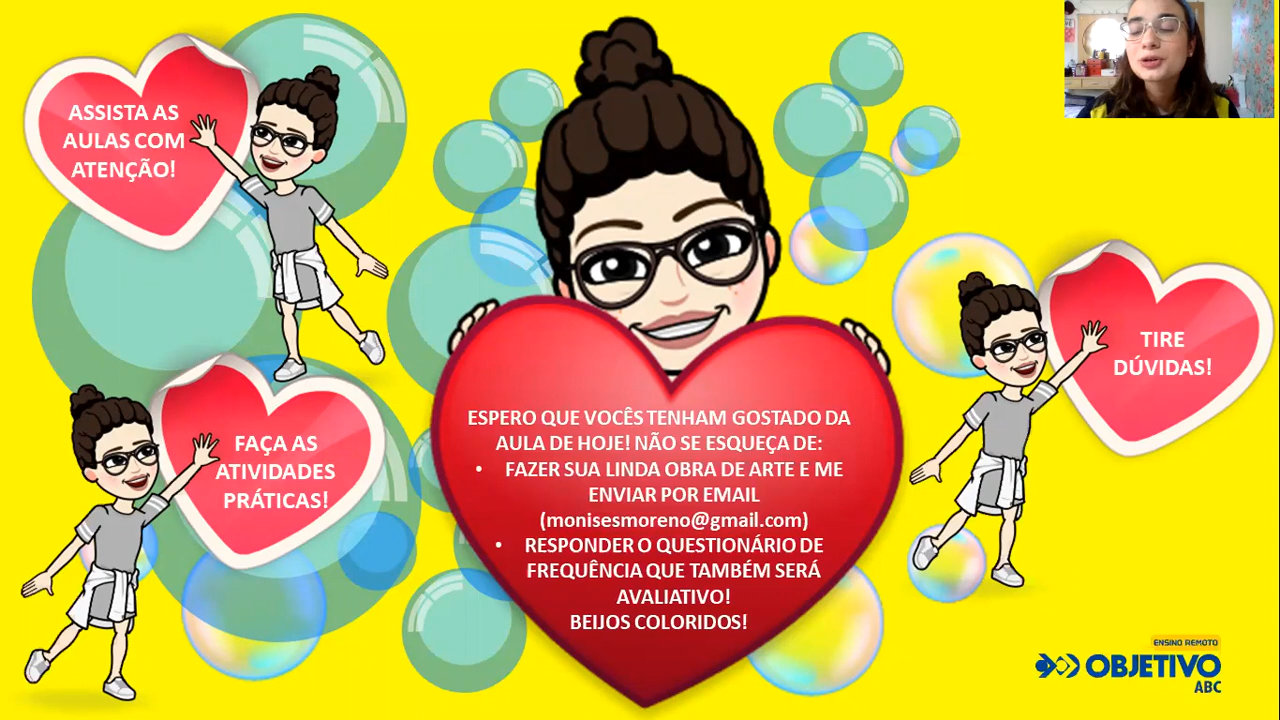 ASSISTA AS
AULAS COM
ATENÇÃO!
FAÇA AS
ATIVIDADES
PRÁTICAS!
ESPERO QUE VOCÊS TENHAM GOSTADO DA
AULA DE HOJE! NÃO SE ESQUEÇA DE:
• FAZER SUA LINDA OBRA DE ARTE E ME
ENVIAR POR EMAIL
(monisesmoreno@gmail.com)
• RESPONDER O QUESTIONÁRIO DE
FREQUÊNCIA QUE TAMBÉM SERÁ
AVALIATIVO!
BEIJOS COLORIDOS!
TIRE
DÚVIDAS!
ENSINO REMOTO
OBJETIVO
ABC